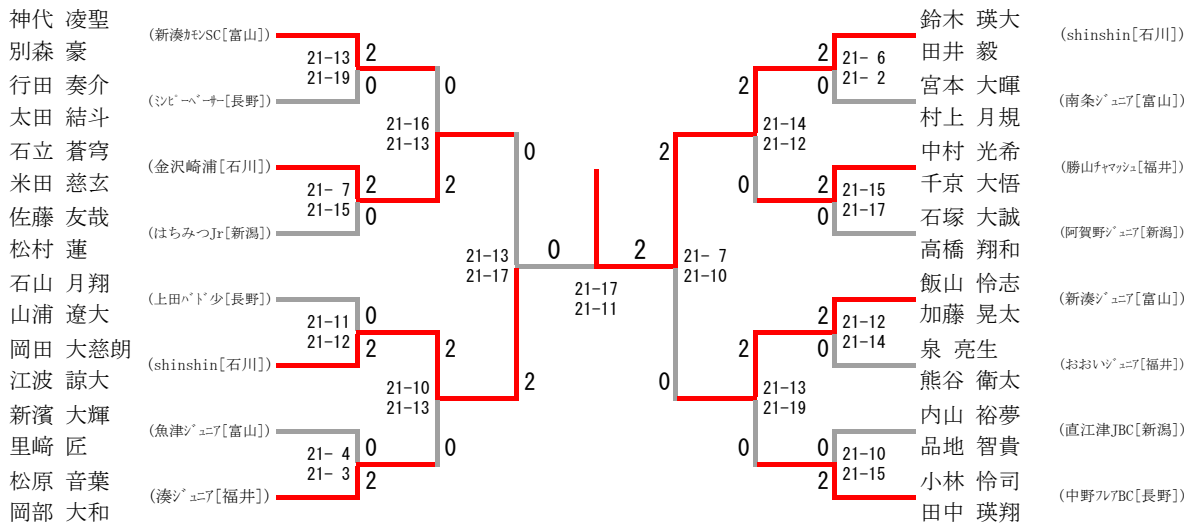 神代 凌聖
(新湊ｶﾓﾝSC[富山])
別森 豪
2
21-13
21-19
0
行田 奏介
(ﾐﾝﾋﾟｰﾍﾞｰｻｰ[長野])
太田 結斗
0
21-16
21-13
2
石立 蒼穹
(金沢崎浦[石川])
米田 慈玄
2
21- 7
21-15
0
佐藤 友哉
(はちみつJr[新潟])
松村 蓮
0
21-13
21-17
2
石山 月翔
(上田ﾊﾞﾄﾞ少[長野])
山浦 遼大
0
21-11
21-12
2
岡田 大慈朗
(shinshin[石川])
江波 諒大
2
21-10
21-13
0
新濱 大輝
(魚津ｼﾞｭﾆｱ[富山])
里﨑 匠
0
21- 4
21- 3
2
松原 音葉
(湊ｼﾞｭﾆｱ[福井])
岡部 大和
0
2
21-17
21-11
鈴木 瑛大
(shinshin[石川])
田井 毅
2
21- 6
21- 2
0
宮本 大暉
(南条ｼﾞｭﾆｱ[富山])
村上 月規
2
21-14
21-12
0
中村 光希
(勝山ﾁｬﾏｯｼｭ[福井])
千京 大悟
2
21-15
21-17
0
石塚 大誠
(阿賀野ｼﾞｭﾆｱ[新潟])
高橋 翔和
2
21- 7
21-10
0
飯山 怜志
(新湊ｼﾞｭﾆｱ[富山])
加藤 晃太
2
21-12
21-14
0
泉 亮生
(おおいｼﾞｭﾆｱ[福井])
熊谷 衛太
2
21-13
21-19
0
内山 裕夢
(直江津JBC[新潟])
品地 智貴
0
21-10
21-15
2
小林 怜司
(中野ﾌﾚｱBC[長野])
田中 瑛翔